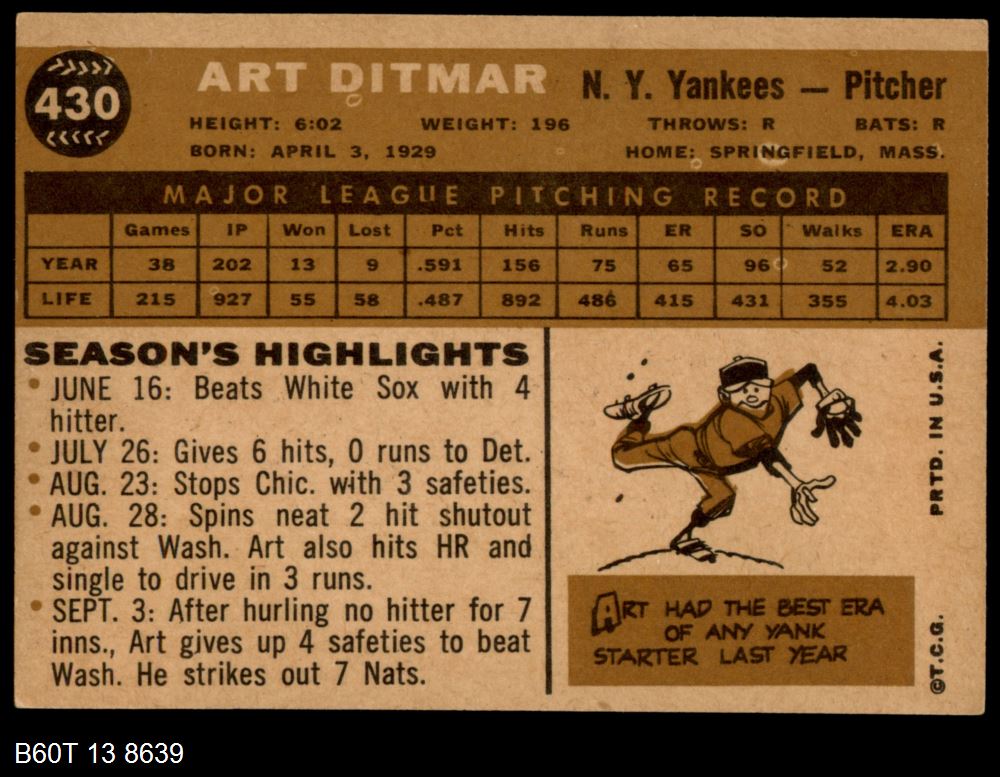 430
ART DITMAR N. Y. Yankees — Pitcher
HEIGHT: 6:02 WEIGHT: 196 THROWS: R BATS: R
BORN: APRIL 3, 1929 HOME: SPRINGFIELD, MASS.
MAJOR LEAGUE PITCHING RECORD
Games IP Won Lost Pct Hits Runs ER SO Walks ERA
YEAR 38 202 13 9 .591 156 75 65 96 52 2.90
LIFE 215 927 55 58 .487 892 486 415 431 355 4.03
SEASON'S HIGHLIGHTS
• JUNE 16: Beats White Sox with 4
hitter.
• JULY 26: Gives 6 hits, 0 runs to Det.
• AUG. 23: Stops Chic. with 3 safeties.
• AUG. 28: Spins neat 2 hit shutout
against Wash. Art also hits HR and
single to drive in 3 runs.
• SEPT. 3: After hurling no hitter for 7
inns., Art gives up 4 safeties to beat
Wash. He strikes out 7 Nats.
ART HAD THE BEST ERA
OF ANY YANK
STARTER LAST YEAR
PRTD. IN U.S.A.
©T.C.G.
B60T 13 8639